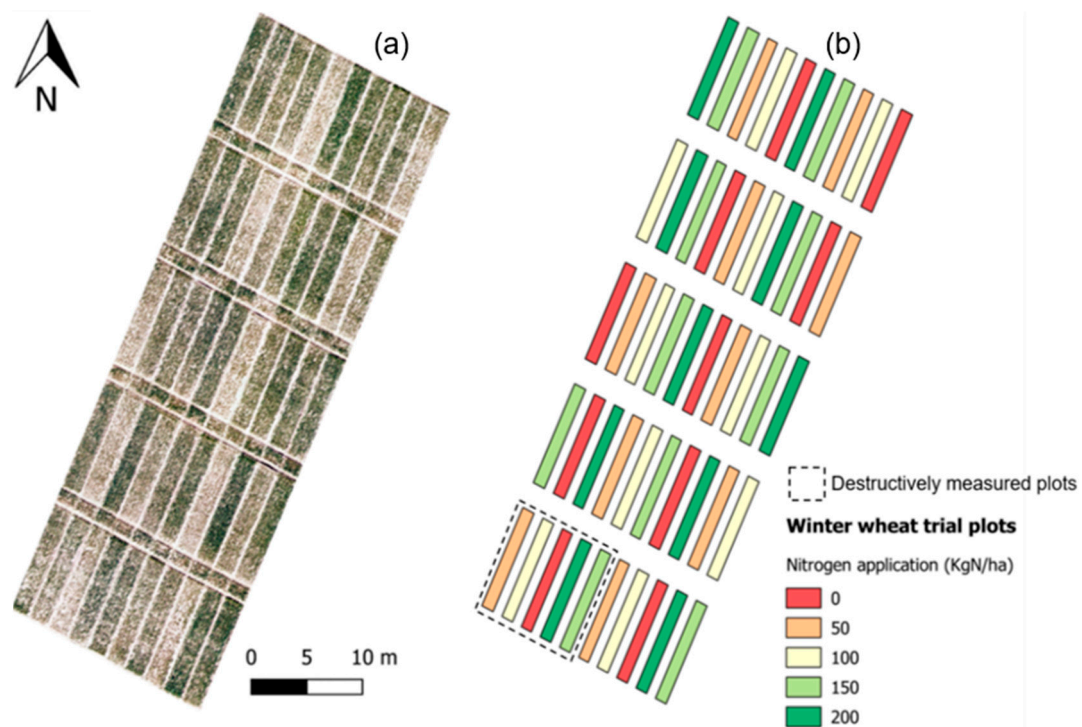 (a)
(b)
N
0 5 10 m
Destructively measured plots
Winter wheat trial plots
Nitrogen application (KgN/ha)
0
50
100
150
200